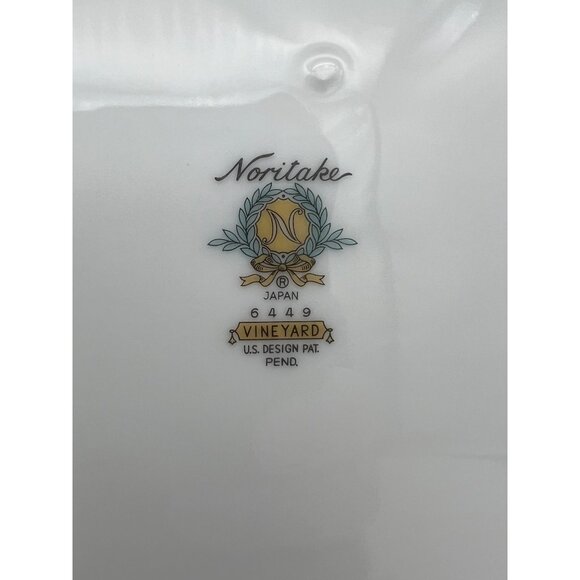 Noritake
N
®
JAPAN
6449
VINEYARD
U.S. DESIGN PAT.
PEND.